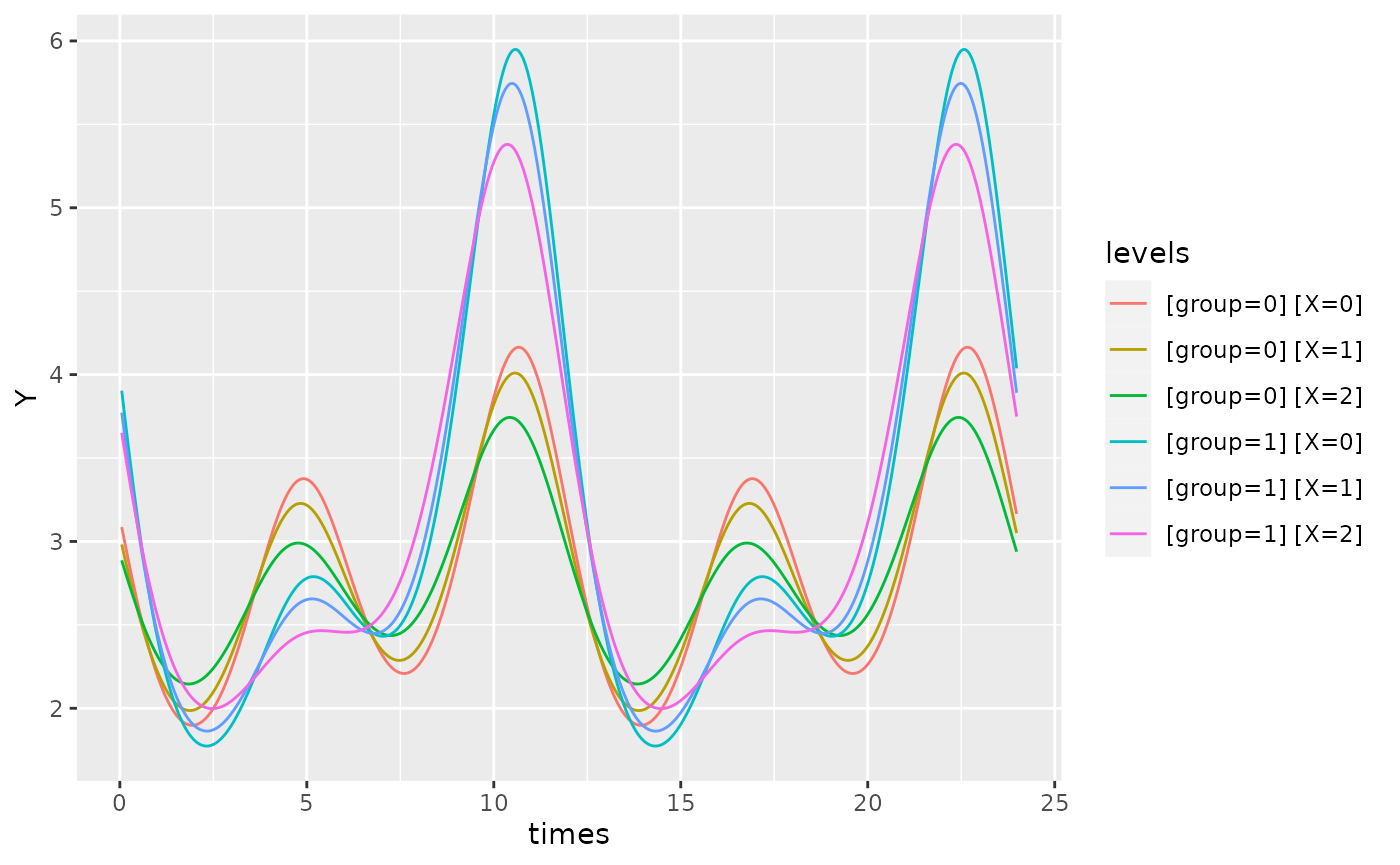 6
5
4
3
2
Y
0 5 10 15 20 25
times
levels
[group=0] [X=0]
[group=0] [X=1]
[group=0] [X=2]
[group=1] [X=0]
[group=1] [X=1]
[group=1] [X=2]